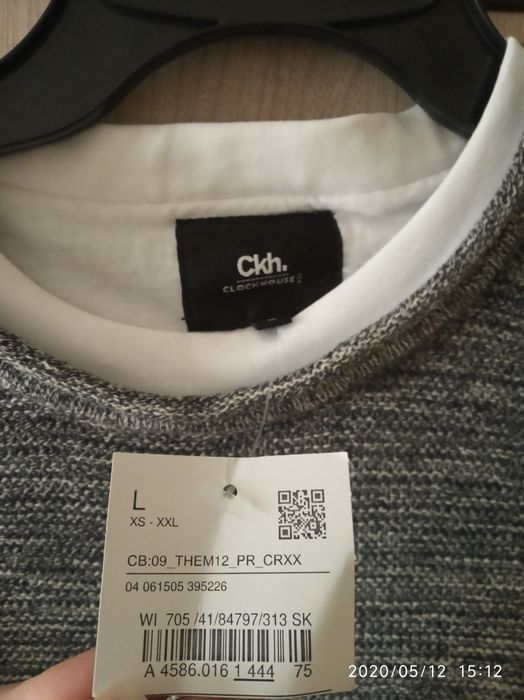 Ckh.
CLOCKHOUSE
L
XS - XXL
CB:09_THEM12_PR_CRXX
04 061505 395226
WI 705 /41/84797/313 SK
A 4586.016 1 444 75
2020/05/12 15:12